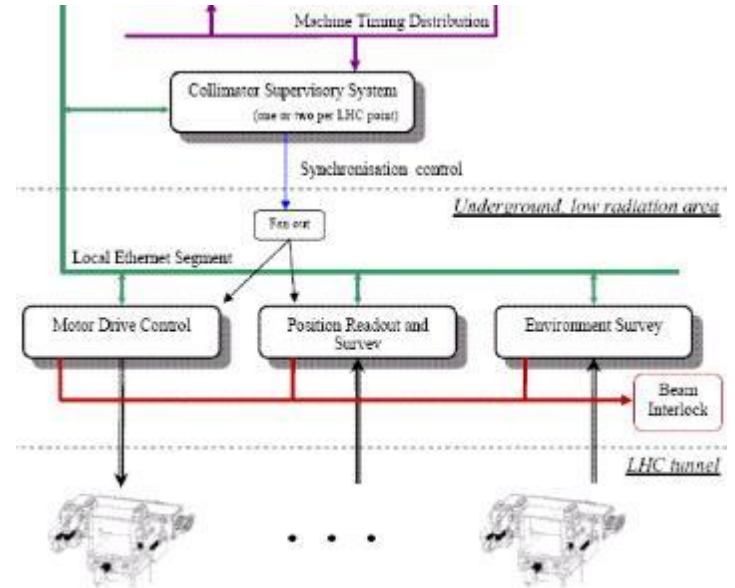 Machine Timing Distribution
Collimator Supervisory System
(one or two per LHC point)
Synchronisation control
Underground, low radiation area
Fan out
Local Ethernet Segment
Motor Drive Control
Position Readout and
Survey
Environment Survey
Beam
Interlock
LHC tunnel